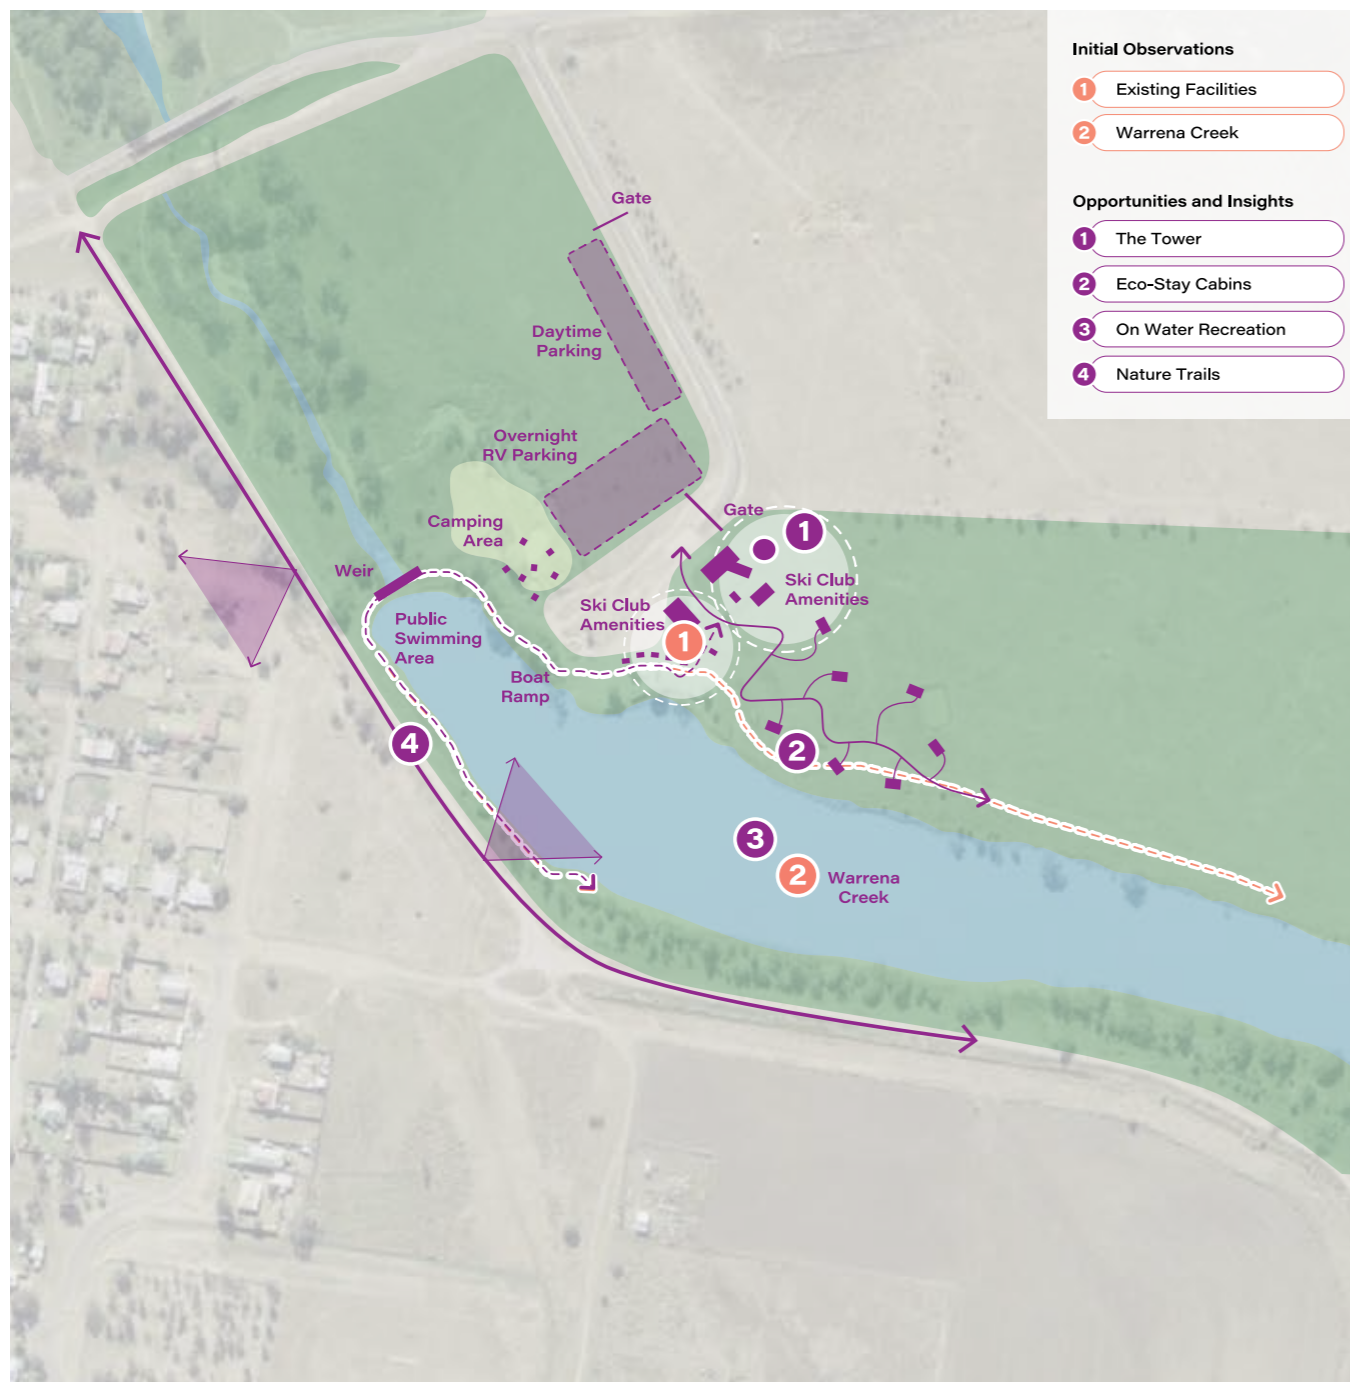 Initial Observations
1 Existing Facilities
2 Warrena Creek
Opportunities and Insights
1 The Tower
2 Eco-Stay Cabins
3 On Water Recreation
4 Nature Trails
Gate
Daytime
Parking
Overnight
RV Parking
Camping
Area
Gate
1
Ski Club
Amenities
Weir
Public
Swimming
Area
Ski Club
Amenities
1
Boat
Ramp
4
2
3
2
Warrena
Creek